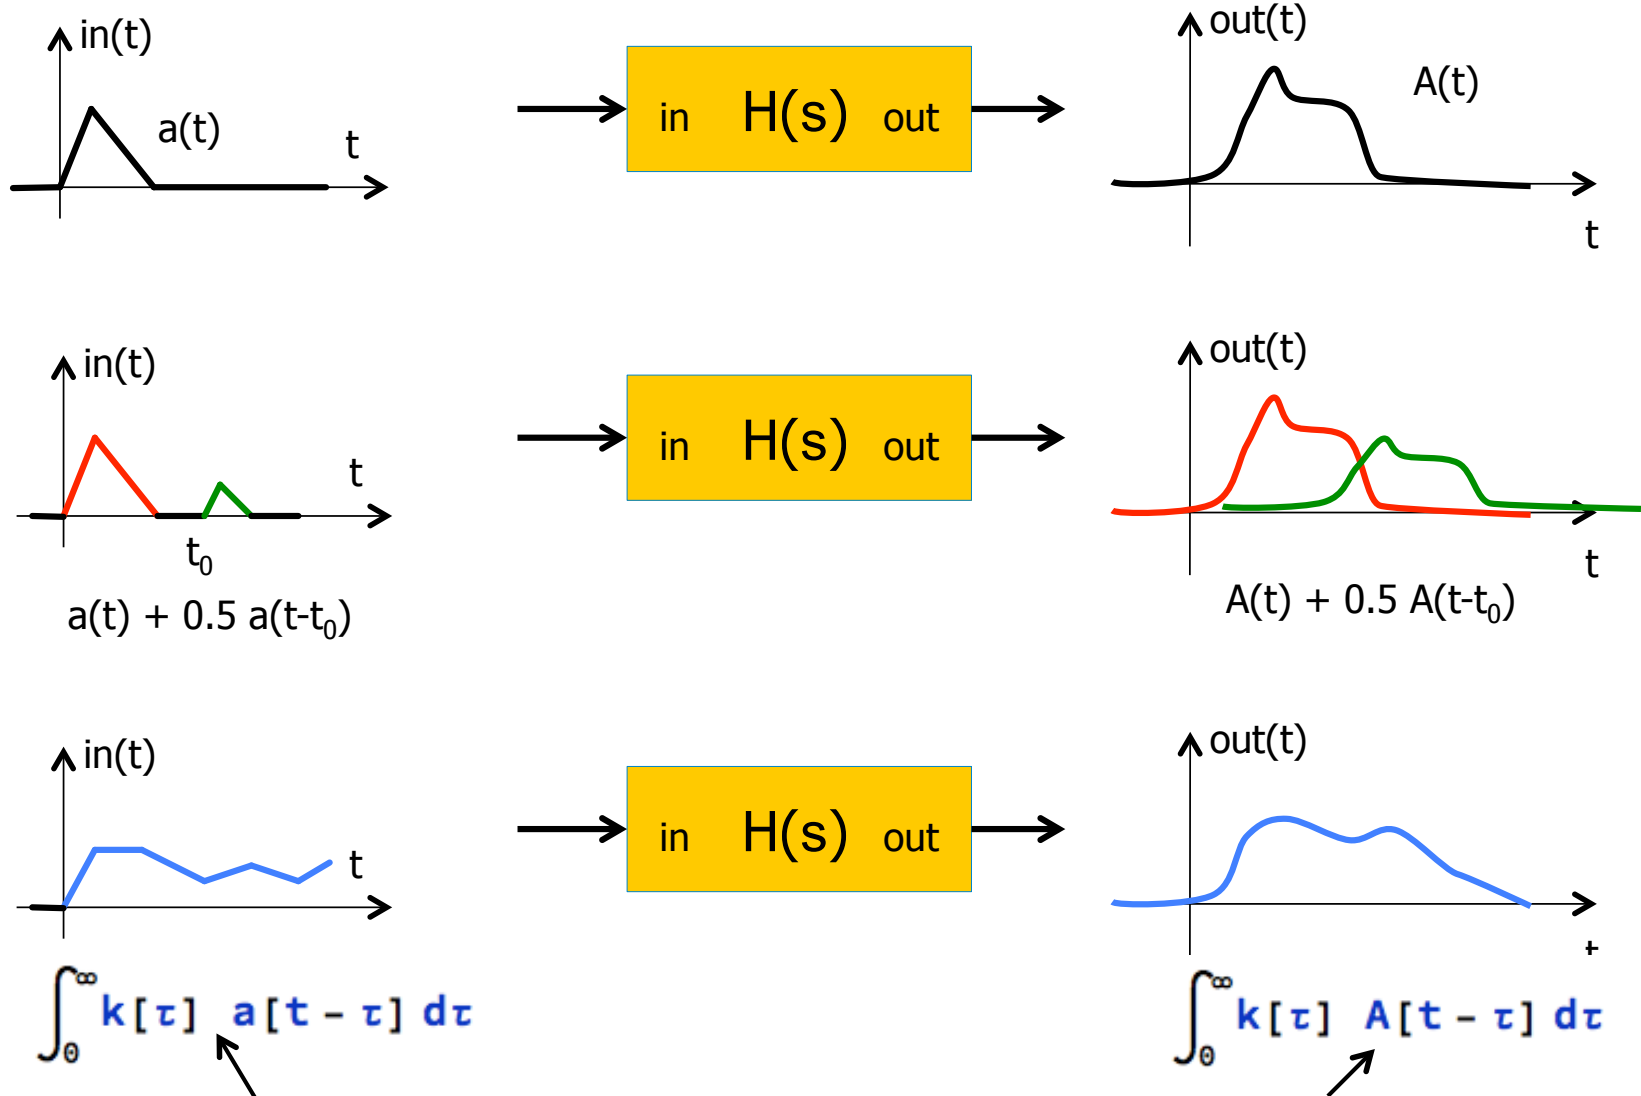 in(t)
a(t)
t
in H(s) out
out(t)
A(t)
t
in(t)
t
t₀
a(t) + 0.5 a(t-t₀)
in H(s) out
out(t)
t
A(t) + 0.5 A(t-t₀)
in(t)
t
in H(s) out
out(t)
∫₀^∞ k[τ] a[t - τ] dτ
∫₀^∞ k[τ] A[t - τ] dτ